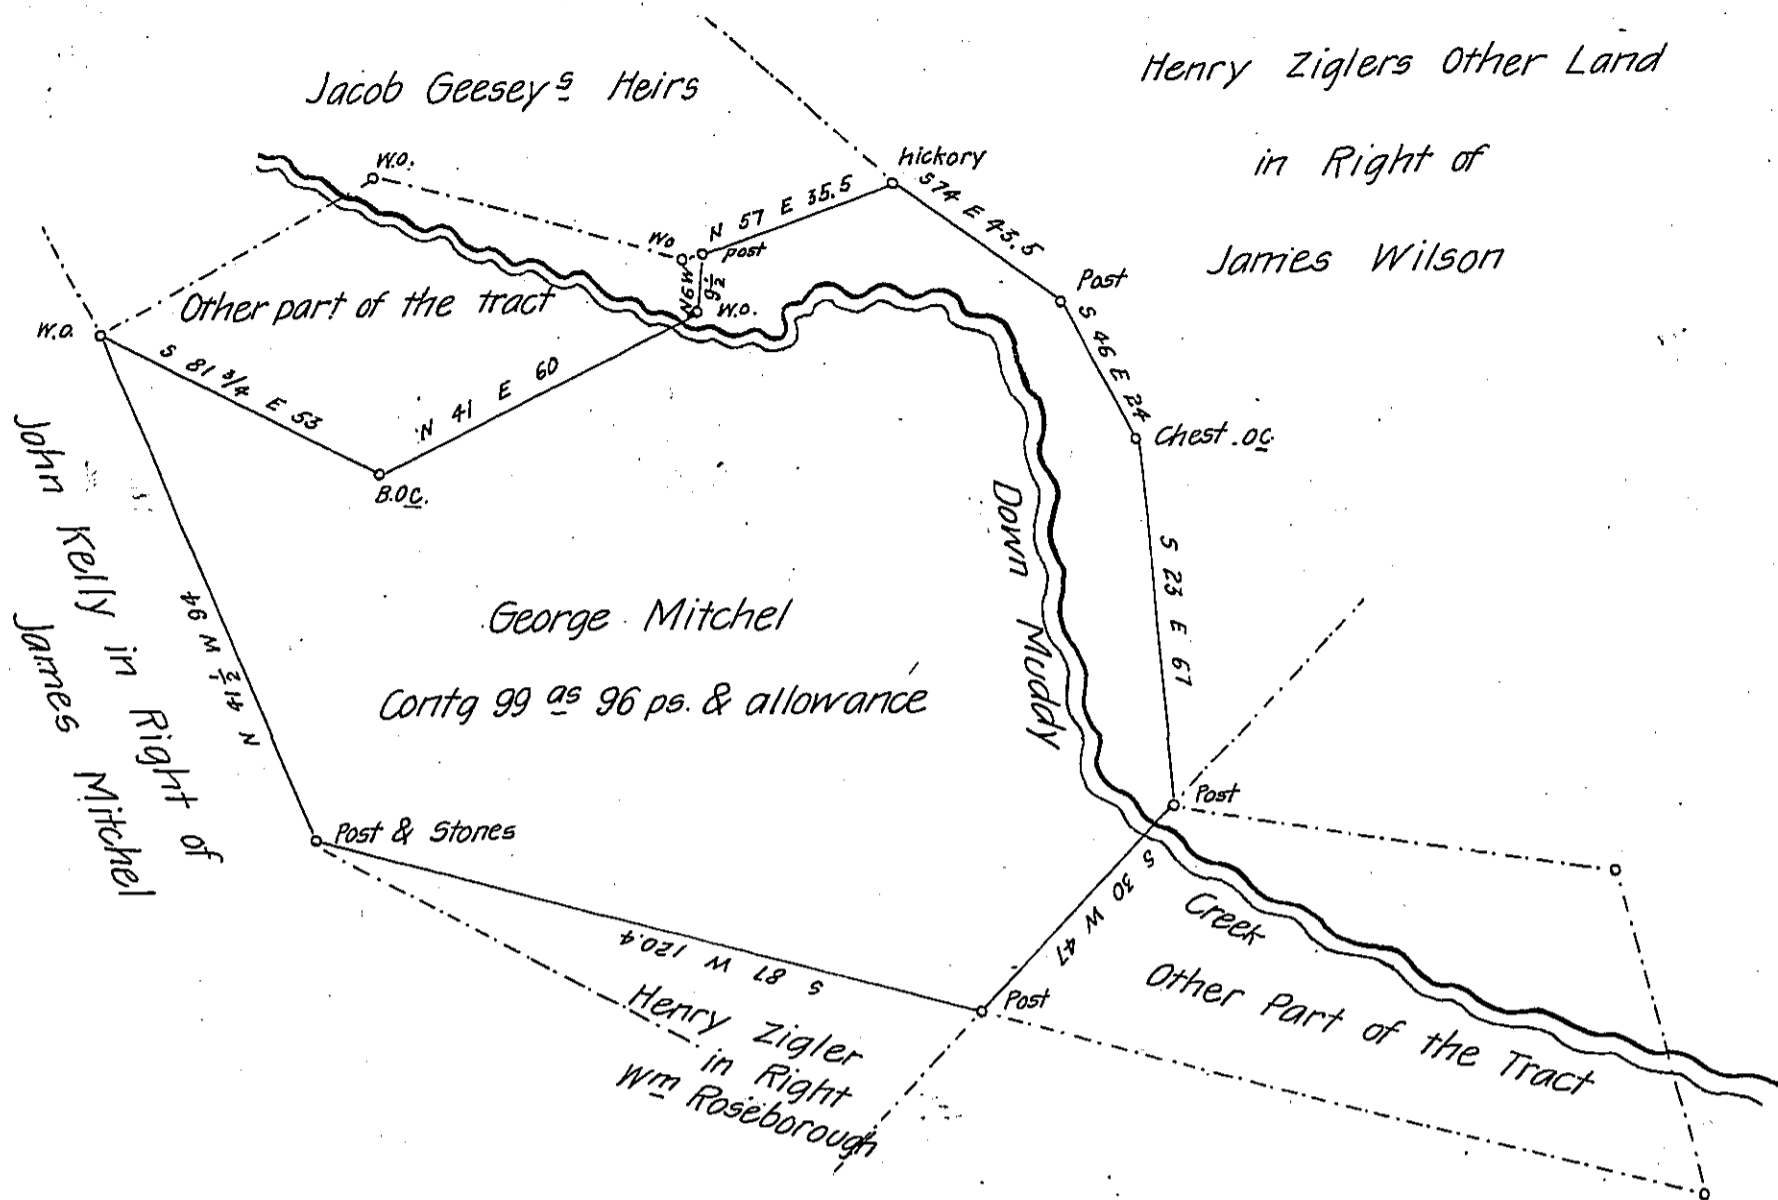 Jacob Geesey s Heirs
Henry Ziglers Other Land
in Right of
James Wilson
W.O.
hickory
N 57 E 35.5
S 74 E 43.5
Wo
post
N 6 W 9 1/2
W.O.
Post
Other part of the tract
W.O.
S 81 3/4 E 53
N 41 E 60
B.OC.
S 46 E 24
Chest.oc
Down Muddy
S 23 E 67
John Kelly in Right of
James Mitchel
N 41 1/2 W 94
George Mitchel
Contg 99 as 96 ps. & allowance
Post & Stones
Post
S 30 W 47
Creek
S 87 W 120.4
Post
Other Part of the Tract
Henry Zigler
in Right
Wm Roseborough